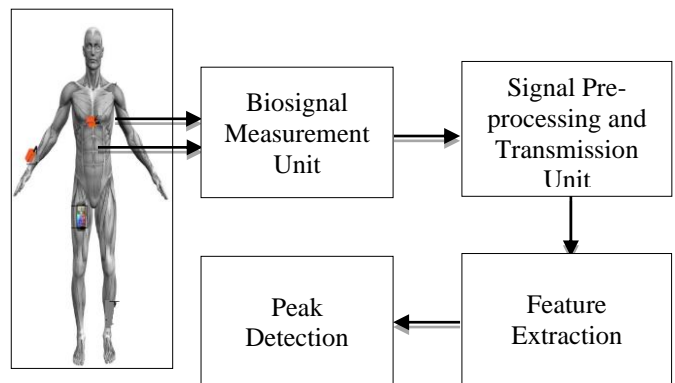 Biosignal
Measurement
Unit
Signal Pre-
processing and
Transmission
Unit
Peak
Detection
Feature
Extraction